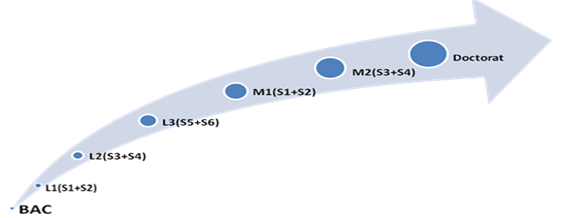 Doctorat
M2(S3+S4)
M1(S1+S2)
L3(S5+S6)
L2(S3+S4)
L1(S1+S2)
BAC